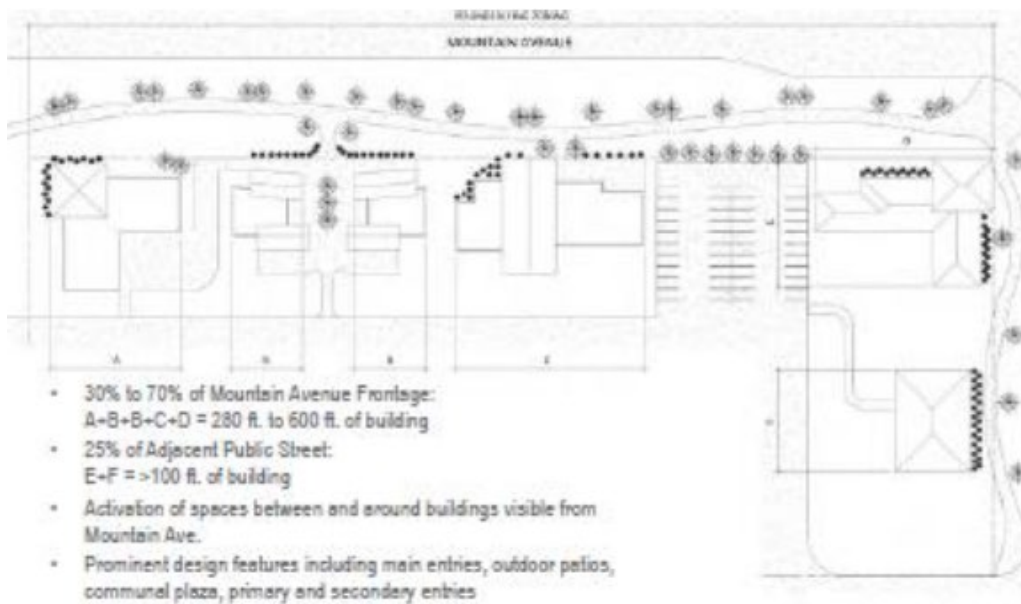 MOUNTAIN AVENUE
A
B
B
C
D
E
F
• 30% to 70% of Mountain Avenue Frontage:
A+B+B+C+D = 280 ft. to 600 ft. of building
• 25% of Adjacent Public Street:
E+F = >100 ft. of building
• Activation of spaces between and around buildings visible from
Mountain Ave.
• Prominent design features including main entries, outdoor patios,
communal plaza, primary and secondary entries